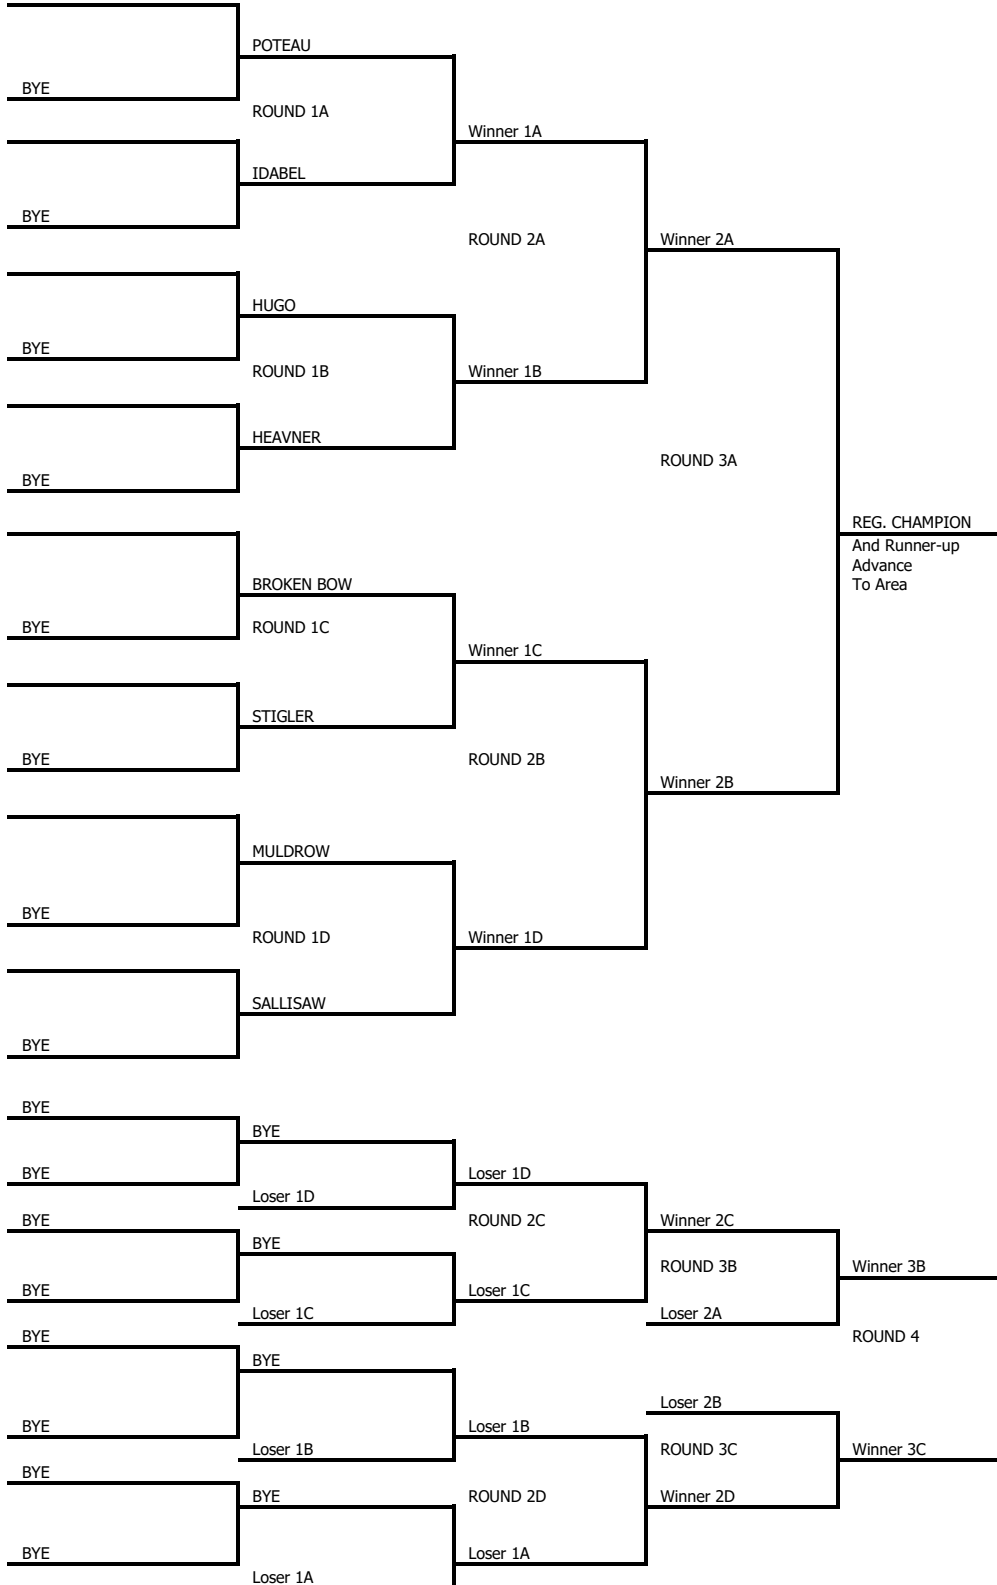 POTEAU
BYE
ROUND 1A
Winner 1A
IDABEL
BYE
ROUND 2A
Winner 2A
HUGO
BYE
ROUND 1B
Winner 1B
HEAVNER
ROUND 3A
BYE
REG. CHAMPION
And Runner-up
Advance
To Area
BROKEN BOW
BYE
ROUND 1C
Winner 1C
STIGLER
BYE
ROUND 2B
Winner 2B
MULDROW
BYE
ROUND 1D
Winner 1D
SALLISAW
BYE
BYE
BYE
BYE
Loser 1D
Loser 1D
BYE
ROUND 2C
Winner 2C
BYE
ROUND 3B
Winner 3B
BYE
Loser 1C
Loser 1C
Loser 2A
BYE
ROUND 4
BYE
Loser 2B
BYE
Loser 1B
Loser 1B
ROUND 3C
Winner 3C
BYE
BYE
ROUND 2D
Winner 2D
BYE
Loser 1A
Loser 1A